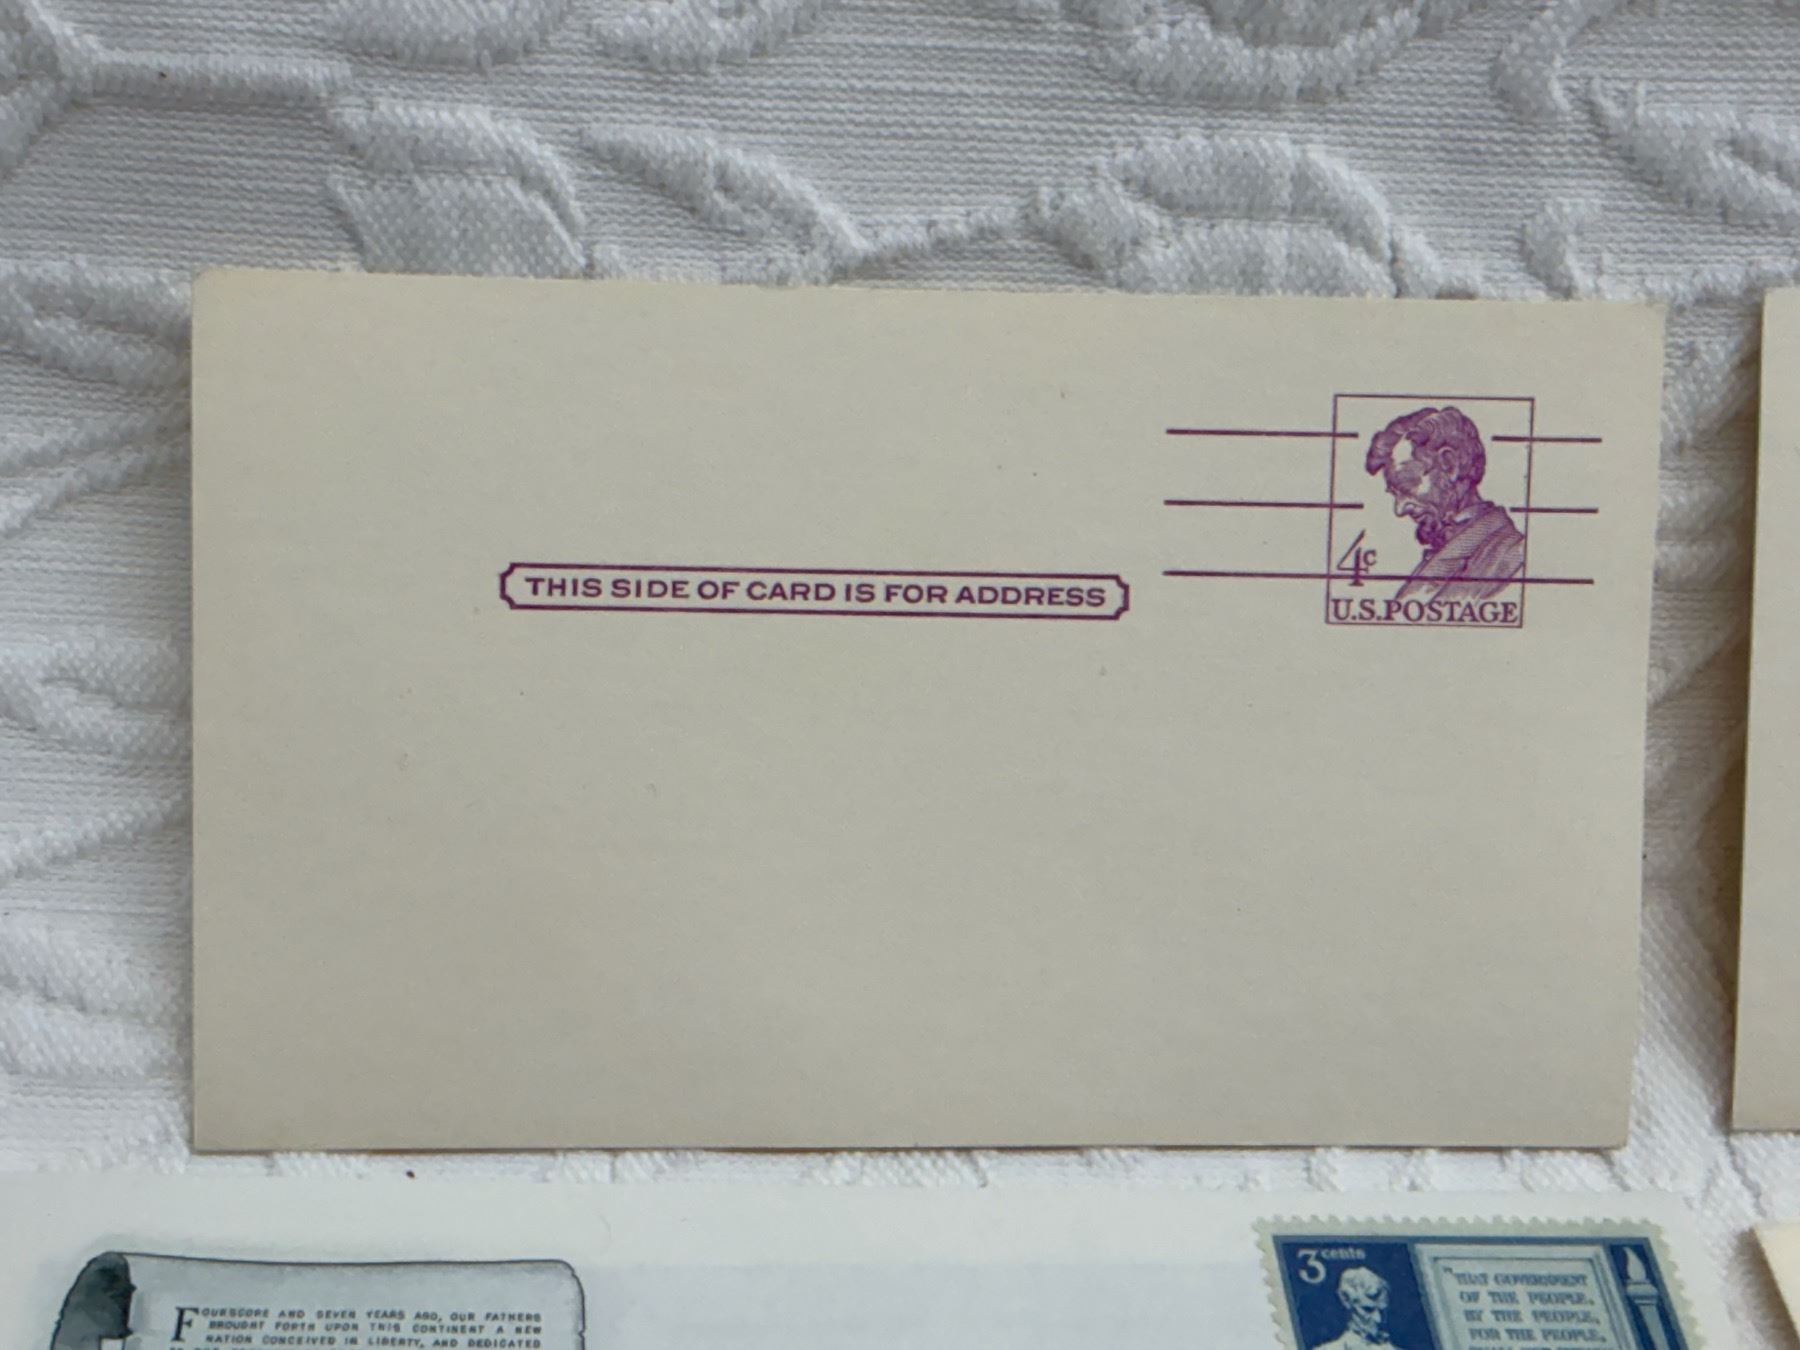 THIS SIDE OF CARD IS FOR ADDRESS
4c
U.S.POSTAGE
FOURSCORE AND SEVEN YEARS AGO, OUR FATHERS
BROUGHT FORTH UPON THIS CONTINENT A NEW
NATION CONCEIVED IN LIBERTY, AND DEDICATED
3 cents
"THAT GOVERNMENT
OF THE PEOPLE,
BY THE PEOPLE,
FOR THE PEOPLE,